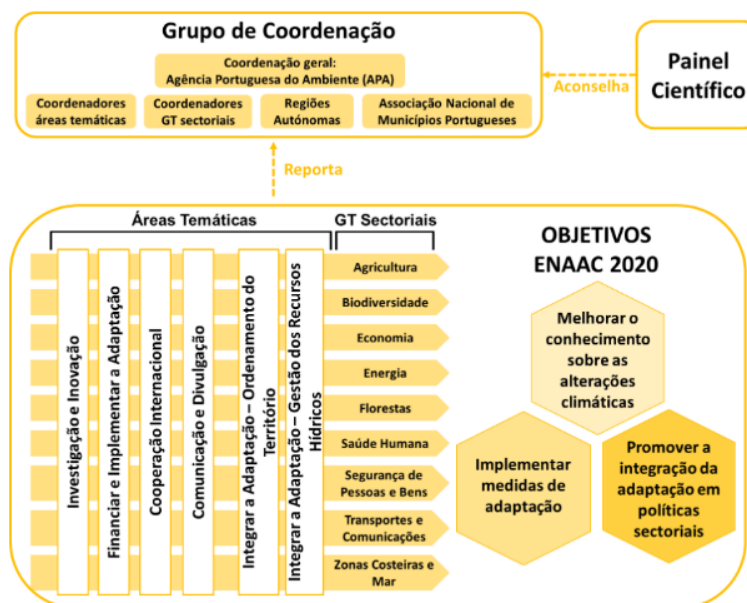 Grupo de Coordenação
Coordenação geral:
Agência Portuguesa do Ambiente (APA)
Coordenadores
áreas temáticas
Coordenadores
GT sectoriais
Regiões
Autónomas
Associação Nacional de
Municípios Portugueses
Painel
Científico
Aconselha
Reporta
Áreas Temáticas
GT Sectoriais
Investigação e Inovação
Financiar e Implementar a Adaptação
Cooperação Internacional
Comunicação e Divulgação
Integrar a Adaptação – Ordenamento do
Território
Integrar a Adaptação – Gestão dos Recursos
Hídricos
Agricultura
Biodiversidade
Economia
Energia
Florestas
Saúde Humana
Segurança de
Pessoas e Bens
Transportes e
Comunicações
Zonas Costeiras e
Mar
OBJETIVOS
ENAAC 2020
Melhorar o
conhecimento
sobre as
alterações
climáticas
Implementar
medidas de
adaptação
Promover a
integração da
adaptação em
políticas
sectoriais